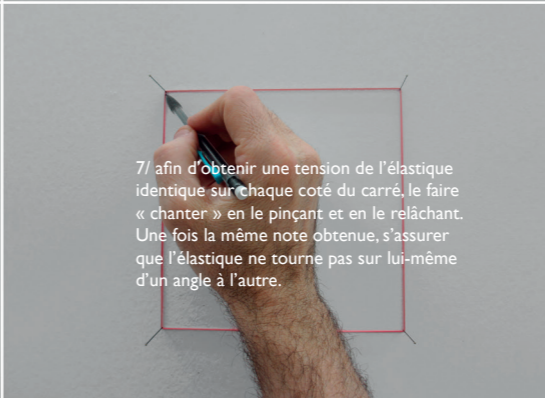 7/ afin d'obtenir une tension de l'élastique
identique sur chaque coté du carré, le faire
« chanter » en le pinçant et en le relâchant.
Une fois la même note obtenue, s'assurer
que l'élastique ne tourne pas sur lui-même
d'un angle à l'autre.